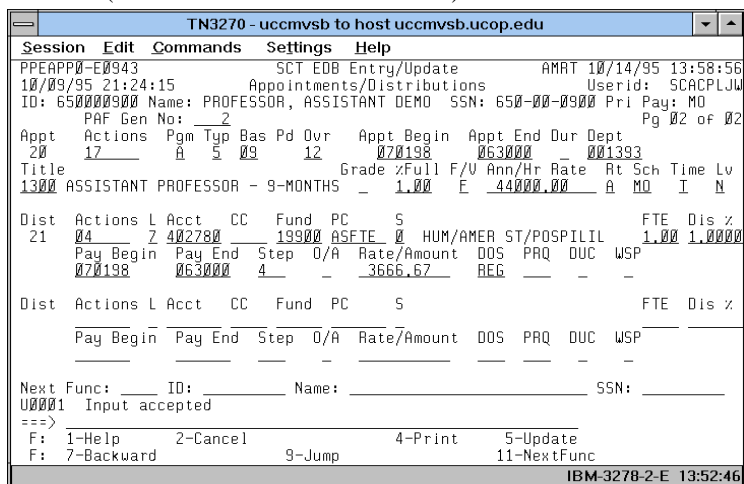 TN3270 - uccmvsb to host uccmvsb.ucop.edu
Session Edit Commands Settings Help
PPEAPP0-E0943 SCT EDB Entry/Update AMRT 10/14/95 13:58:56
10/09/95 21:24:15 Appointments/Distributions Userid: SCACPLJW
ID: 650000900 Name: PROFESSOR, ASSISTANT DEMO SSN: 650-00-0900 Pri Pay: MO
PAF Gen No: 2 Pg 02 of 02
Appt Actions Pgm Typ Bas Pd Ovr Appt Begin Appt End Dur Dept
20 17 A 5 09 12 070198 063000 _ 001393
Title Grade %Full F/V Ann/Hr Rate Rt Sch Time Lv
1300 ASSISTANT PROFESSOR - 9-MONTHS _ 1.00 F 44000.00 A MO T N
Dist Actions L Acct CC Fund PC S FTE Dis %
21 04 7 402780 ____ 19900 ASFTE 0 HUM/AMER ST/POSPILIL 1.00 1.0000
Pay Begin Pay End Step O/A Rate/Amount DOS PRQ DUC WSP
070198 063000 4 _ 3666.67 REG ___ _ _
Dist Actions L Acct CC Fund PC S FTE Dis %
Pay Begin Pay End Step O/A Rate/Amount DOS PRQ DUC WSP
Next Func: ____ ID: _________ Name: __________________________ SSN: _________
U0001 Input accepted
===>
F: 1-Help 2-Cancel 4-Print 5-Update
F: 7-Backward 9-Jump 11-NextFunc
IBM-3278-2-E 13:52:46